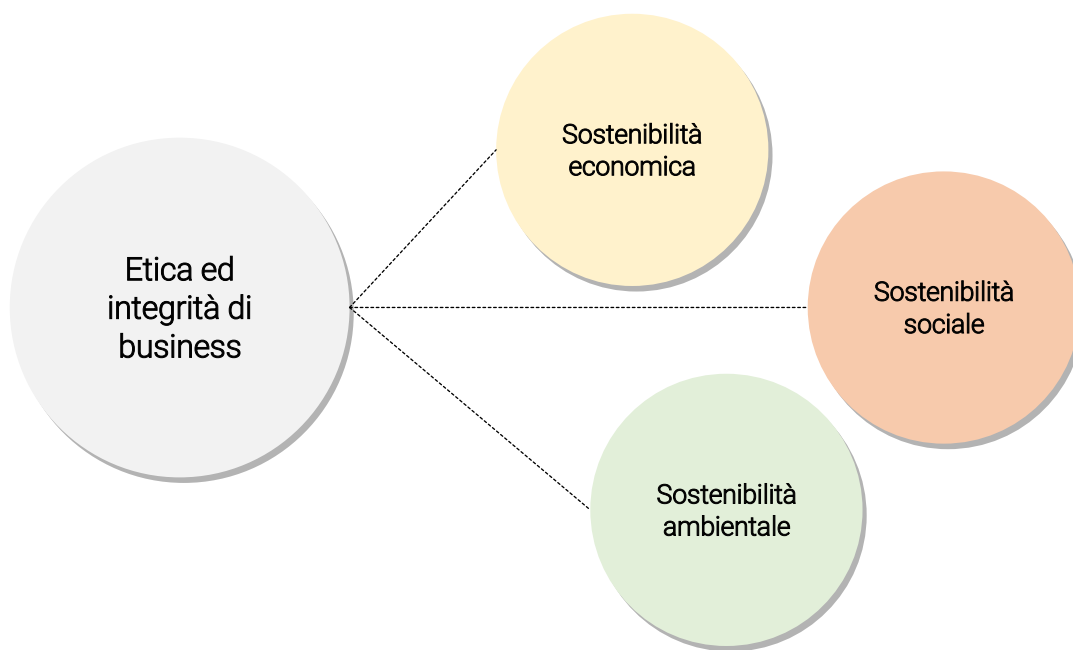 Etica ed
integrità di
business
Sostenibilità
economica
Sostenibilità
sociale
Sostenibilità
ambientale